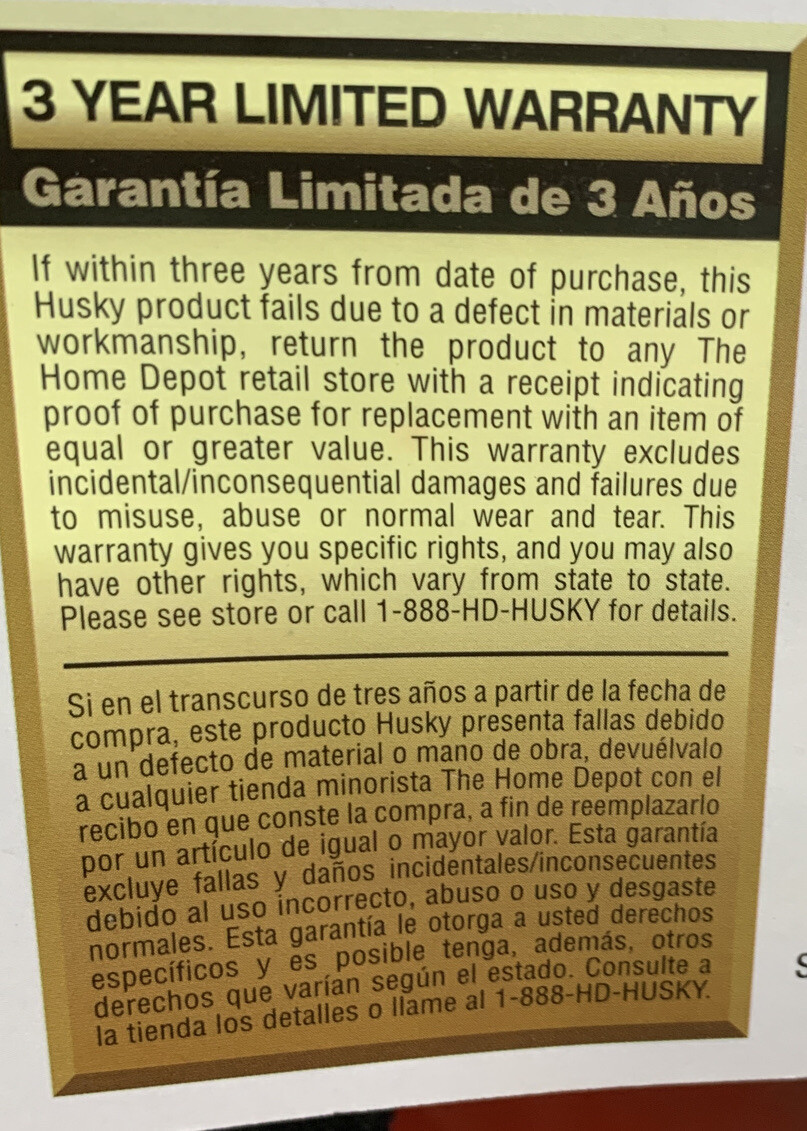 3 YEAR LIMITED WARRANTY
Garantía Limitada de 3 Años
If within three years from date of purchase, this
Husky product fails due to a defect in materials or
workmanship, return the product to any The
Home Depot retail store with a receipt indicating
proof of purchase for replacement with an item of
equal or greater value. This warranty excludes
incidental/inconsequential damages and failures due
to misuse, abuse or normal wear and tear. This
warranty gives you specific rights, and you may also
have other rights, which vary from state to state.
Please see store or call 1-888-HD-HUSKY for details.
Si en el transcurso de tres años a partir de la fecha de
compra, este producto Husky presenta fallas debido
a un defecto de material o mano de obra, devuélvalo
a cualquier tienda minorista The Home Depot con el
recibo en que conste la compra, a fin de reemplazarlo
por un artículo de igual o mayor valor. Esta garantía
excluye fallas y daños incidentales/inconsecuentes
debido al uso incorrecto, abuso o uso y desgaste
normales. Esta garantía le otorga a usted derechos
específicos y es posible tenga, además, otros
derechos que varían según el estado. Consulte a
la tienda los detalles o llame al 1-888-HD-HUSKY.